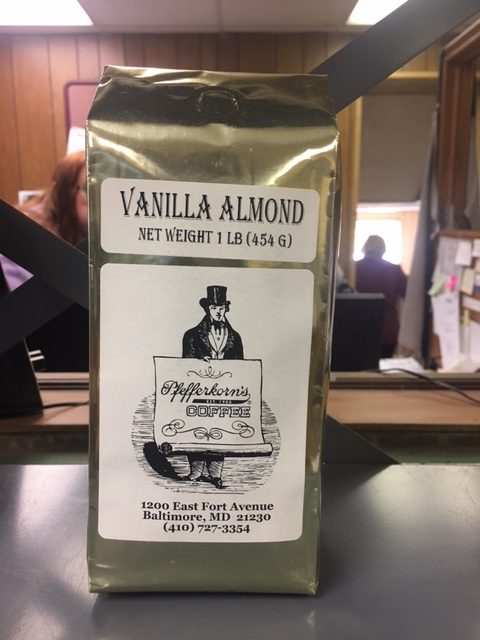 VANILLA ALMOND
NET WEIGHT 1 LB (454 G)
Pfefferkorn's
EST. 1900
COFFEE
1200 East Fort Avenue
Baltimore, MD 21230
(410) 727-3354